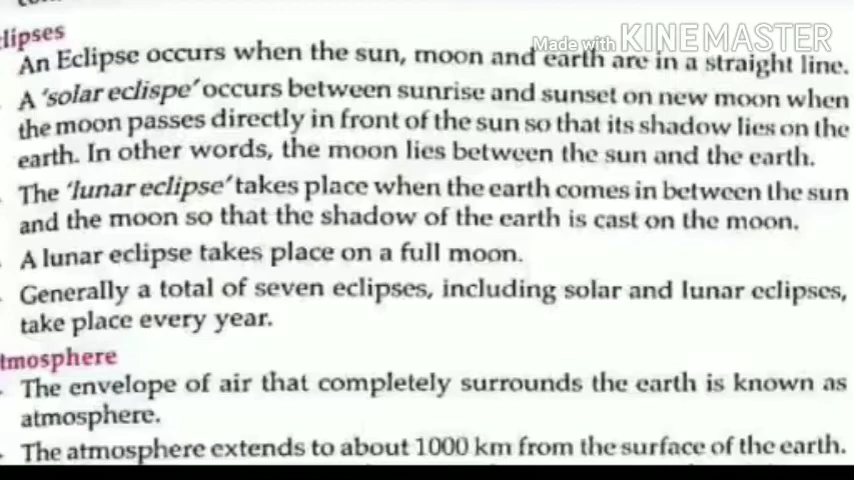 lipses
Made with KINEMASTER
An Eclipse occurs when the sun, moon and earth are in a straight line.
A 'solar eclispe' occurs between sunrise and sunset on new moon when
the moon passes directly in front of the sun so that its shadow lies on the
earth. In other words, the moon lies between the sun and the earth.
The 'lunar eclipse' takes place when the earth comes in between the sun
and the moon so that the shadow of the earth is cast on the moon.
A lunar eclipse takes place on a full moon.
Generally a total of seven eclipses, including solar and lunar eclipses,
take place every year.
tmosphere
The envelope of air that completely surrounds the earth is known as
atmosphere.
The atmosphere extends to about 1000 km from the surface of the earth.